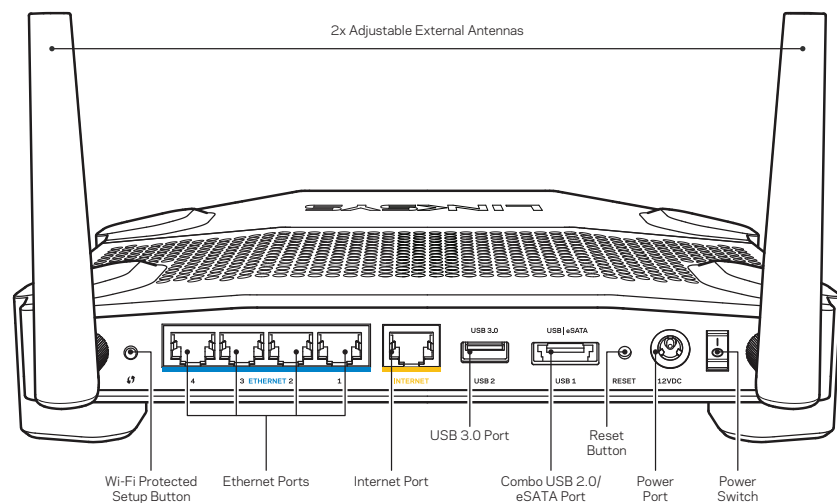 2x Adjustable External Antennas
LINKSYS
USB 3.0
USB | eSATA
4
3
ETHERNET
2
1
INTERNET
USB 2
USB 1
RESET
12VDC
USB 3.0 Port
Reset
Button
Wi-Fi Protected
Setup Button
Ethernet Ports
Internet Port
Combo USB 2.0/
eSATA Port
Power
Port
Power
Switch